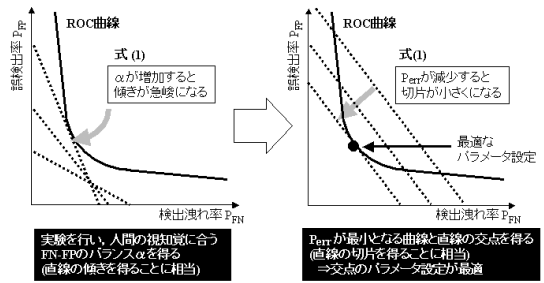 ROC曲線
誤検出率 PFP
式 (1)
αが増加すると
傾きが急峻になる
検出洩れ率 PFN
実験を行い、人間の視知覚に合う
FN-FPのバランスαを得る
(直線の傾きを得ることに相当)
ROC曲線
誤検出率 PFP
式(1)
Perrが減少すると
切片が小さくになる
最適な
パラメータ設定
検出洩れ率 PFN
Perrが最小となる曲線と直線の交点を得る
(直線の切片を得ることに相当)
⇒交点のパラメータ設定が最適